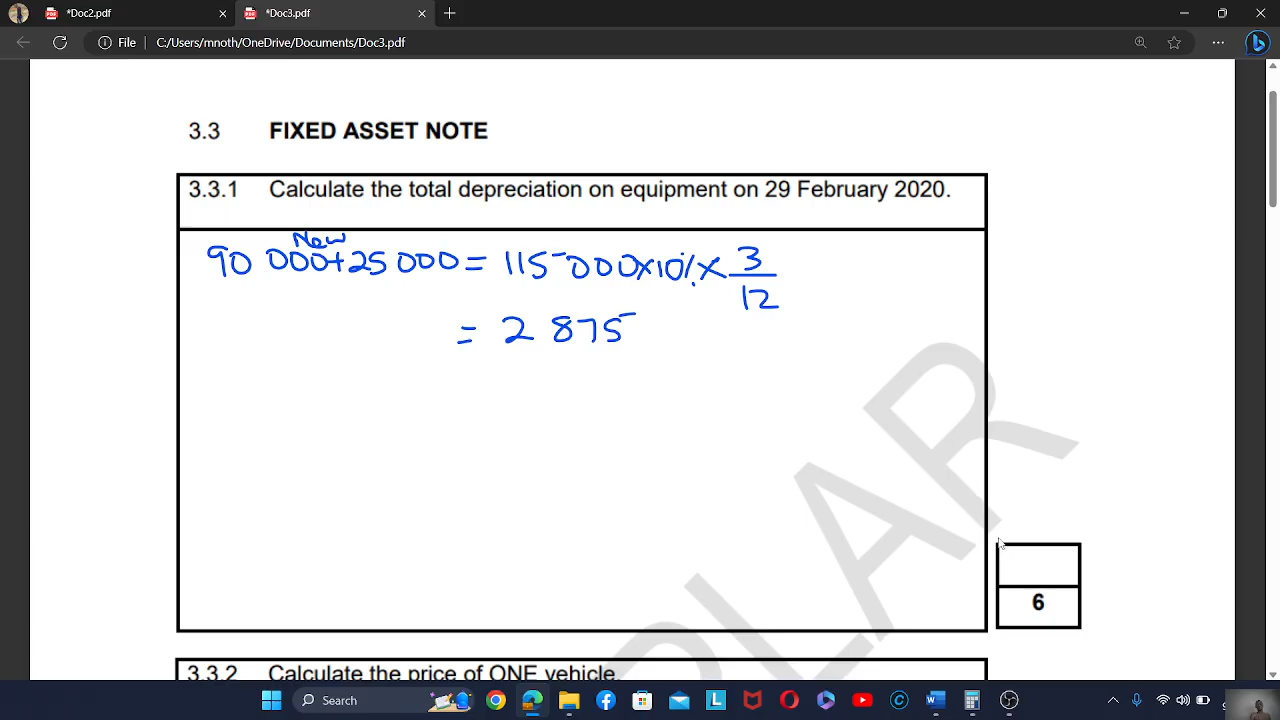 *Doc2.pdf
*Doc3.pdf
File C:/Users/mnoth/OneDrive/Documents/Doc3.pdf
3.3 FIXED ASSET NOTE
3.3.1 Calculate the total depreciation on equipment on 29 February 2020.
New
90 000+25 000 = 115 000x10% x 3/12
= 2 875
6
PLAR
3.3.2 Calculate the price of ONE vehicle.
Search